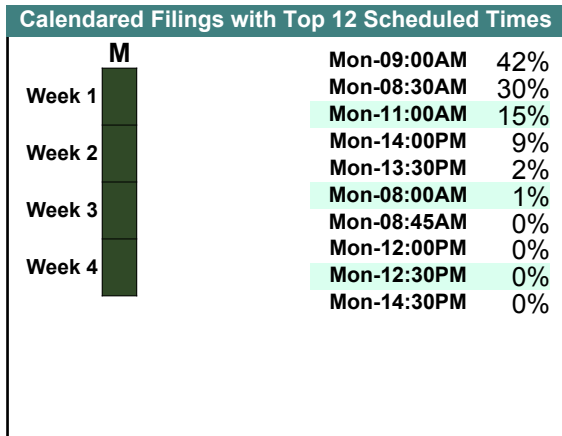 Calendared Filings with Top 12 Scheduled Times
M
Week 1
Week 2
Week 3
Week 4
Mon-09:00AM 42%
Mon-08:30AM 30%
Mon-11:00AM 15%
Mon-14:00PM 9%
Mon-13:30PM 2%
Mon-08:00AM 1%
Mon-08:45AM 0%
Mon-12:00PM 0%
Mon-12:30PM 0%
Mon-14:30PM 0%